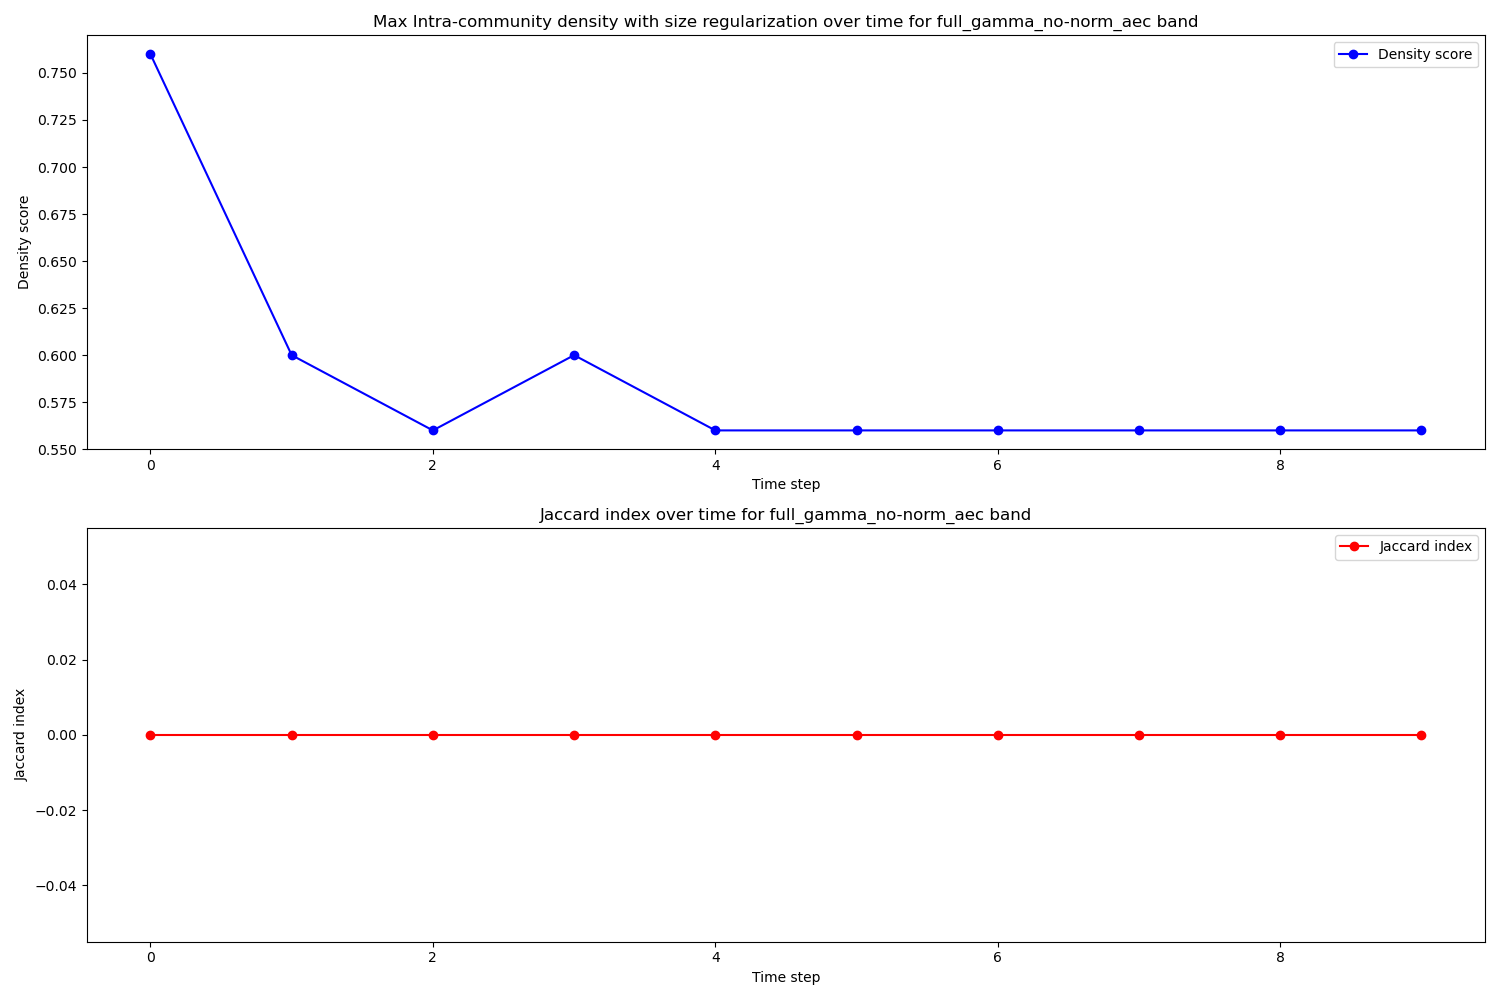 Max Intra-community density with size regularization over time for full_gamma_no-norm_aec band
Density score
0.750
0.725
0.700
0.675
0.650
0.625
0.600
0.575
0.550
Density score
0 2 4 6 8
Time step
Jaccard index over time for full_gamma_no-norm_aec band
Jaccard index
0.04
0.02
0.00
−0.02
−0.04
Jaccard index
0 2 4 6 8
Time step